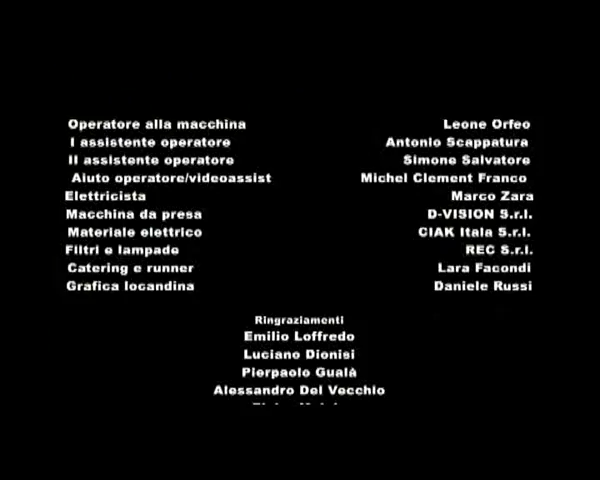 Operatore alla macchina Leone Orfeo
I assistente operatore Antonio Scappatura
II assistente operatore Simone Salvatore
Aiuto operatore/videoassist Michel Clement Franco
Elettricista Marco Zara
Macchina da presa D-VISION S.r.l.
Materiale elettrico CIAK Itala S.r.l.
Filtri e lampade REC S.r.l.
Catering e runner Lara Facondi
Grafica locandina Daniele Russi
Ringraziamenti
Emilio Loffredo
Luciano Dionisi
Pierpaolo Gualà
Alessandro Del Vecchio